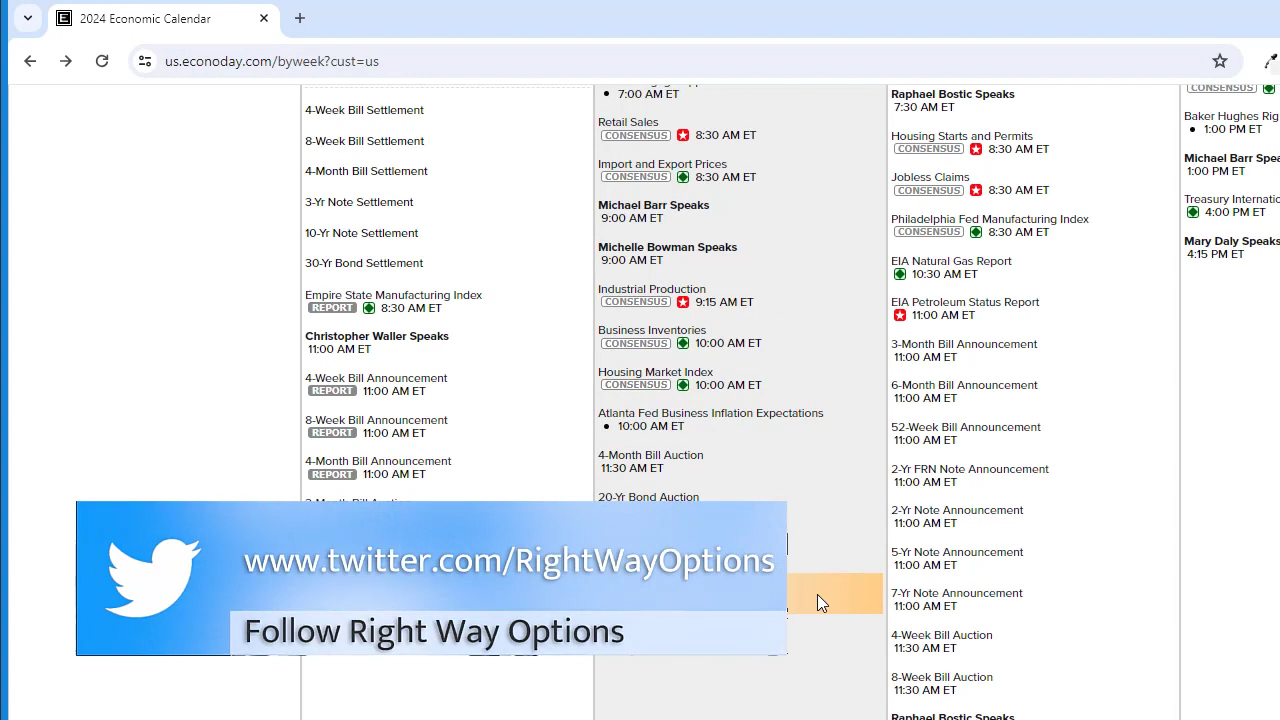 2024 Economic Calendar
us.econoday.com/byweek?cust=us
4-Week Bill Settlement
8-Week Bill Settlement
4-Month Bill Settlement
3-Yr Note Settlement
10-Yr Note Settlement
30-Yr Bond Settlement
Empire State Manufacturing Index
REPORT 8:30 AM ET
Christopher Waller Speaks
11:00 AM ET
4-Week Bill Announcement
REPORT 11:00 AM ET
8-Week Bill Announcement
REPORT 11:00 AM ET
4-Month Bill Announcement
REPORT 11:00 AM ET
7:00 AM ET
Retail Sales
CONSENSUS 8:30 AM ET
Import and Export Prices
CONSENSUS 8:30 AM ET
Michael Barr Speaks
9:00 AM ET
Michelle Bowman Speaks
9:00 AM ET
Industrial Production
CONSENSUS 9:15 AM ET
Business Inventories
CONSENSUS 10:00 AM ET
Housing Market Index
CONSENSUS 10:00 AM ET
Atlanta Fed Business Inflation Expectations
10:00 AM ET
4-Month Bill Auction
11:30 AM ET
20-Yr Bond Auction
Raphael Bostic Speaks
7:30 AM ET
Housing Starts and Permits
CONSENSUS 8:30 AM ET
Jobless Claims
CONSENSUS 8:30 AM ET
Philadelphia Fed Manufacturing Index
CONSENSUS 8:30 AM ET
EIA Natural Gas Report
10:30 AM ET
EIA Petroleum Status Report
11:00 AM ET
3-Month Bill Announcement
11:00 AM ET
6-Month Bill Announcement
11:00 AM ET
52-Week Bill Announcement
11:00 AM ET
2-Yr FRN Note Announcement
11:00 AM ET
2-Yr Note Announcement
11:00 AM ET
5-Yr Note Announcement
11:00 AM ET
7-Yr Note Announcement
11:00 AM ET
4-Week Bill Auction
11:30 AM ET
8-Week Bill Auction
11:30 AM ET
Raphael Bostic Speaks
CONSENSUS
Baker Hughes Rig
1:00 PM ET
Michael Barr Spe
1:00 PM ET
Treasury Internatio
4:00 PM ET
Mary Daly Speaks
4:15 PM ET
www.twitter.com/RightWayOptions
Follow Right Way Options